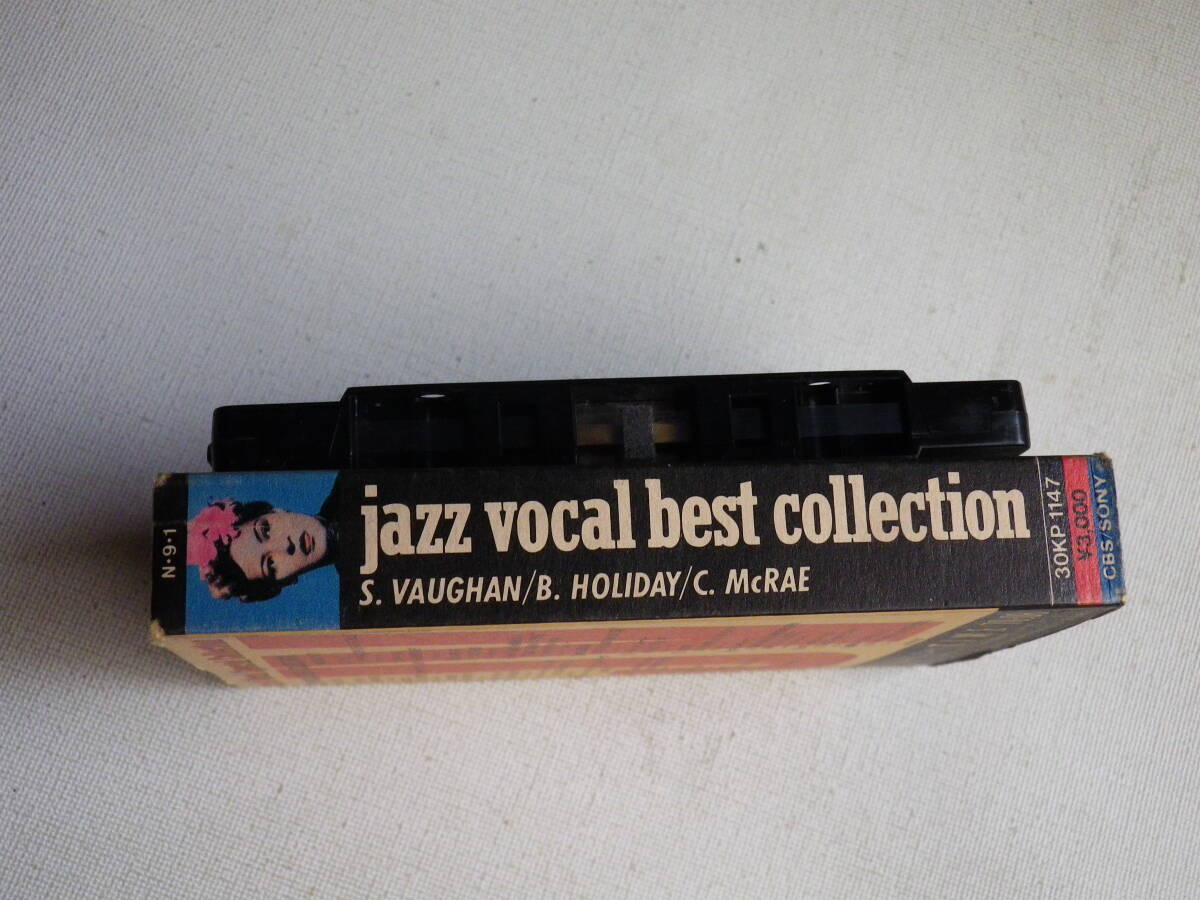 N·9·1
jazz vocal best collection
S. VAUGHAN/B. HOLIDAY/C. McRAE
30KP 1147
¥3,000
CBS/SONY